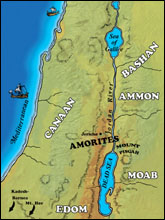 Sea of
Galilee
BASHAN
Mediterranean
CANAAN
Jordan River
AMMON
Jericho
AMORITES
MOUNT
PISGAH
DEAD SEA
MOAB
Kadesh-
Barnea
Mt. Hor
EDOM